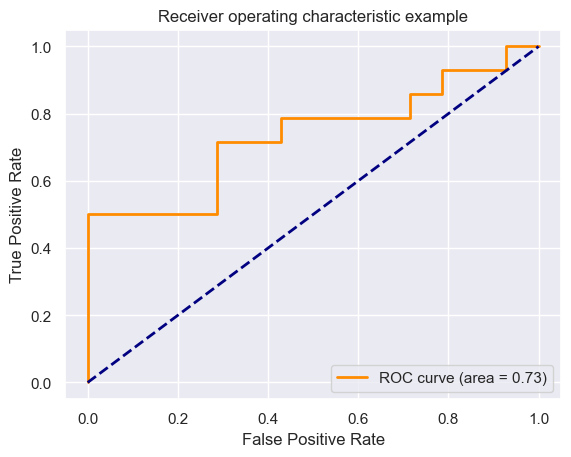 Receiver operating characteristic example
1.0
0.8
0.6
0.4
0.2
0.0
True Positive Rate
ROC curve (area = 0.73)
0.0 0.2 0.4 0.6 0.8 1.0
False Positive Rate